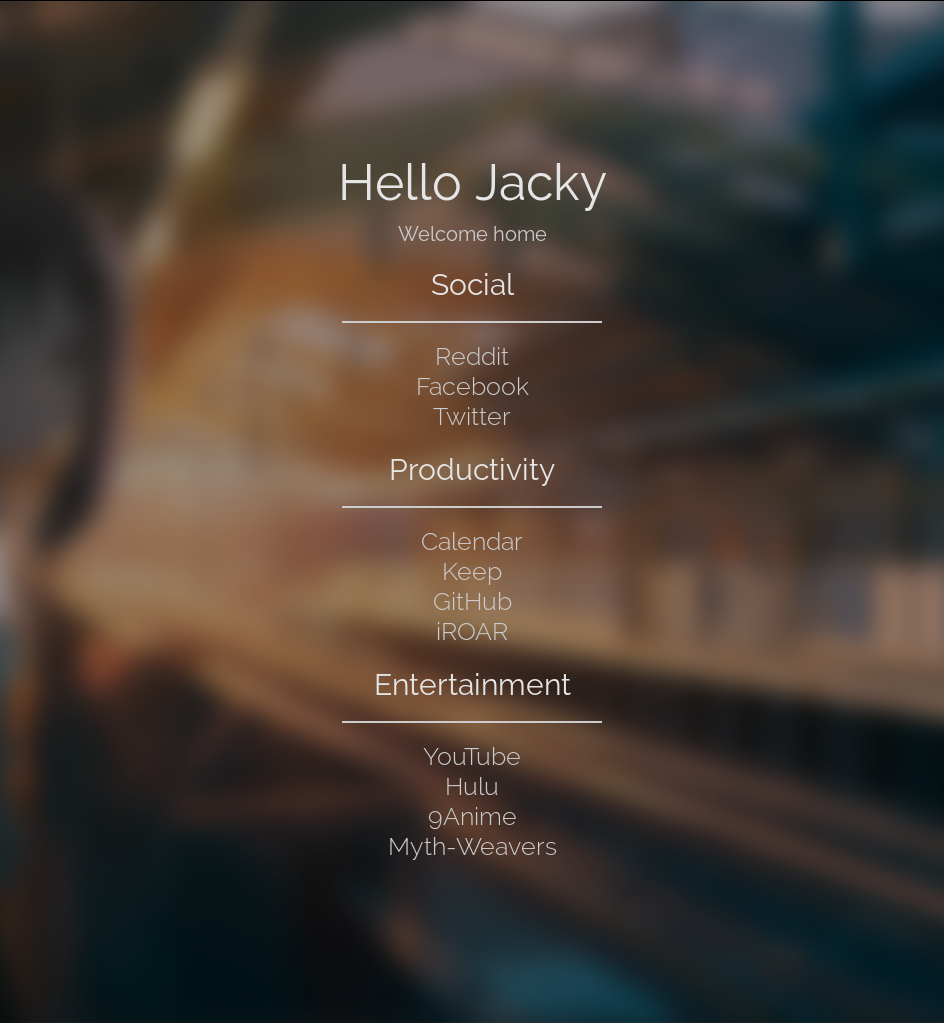 Hello Jacky
Welcome home
Social
Reddit
Facebook
Twitter
Productivity
Calendar
Keep
GitHub
iROAR
Entertainment
YouTube
Hulu
9Anime
Myth-Weavers